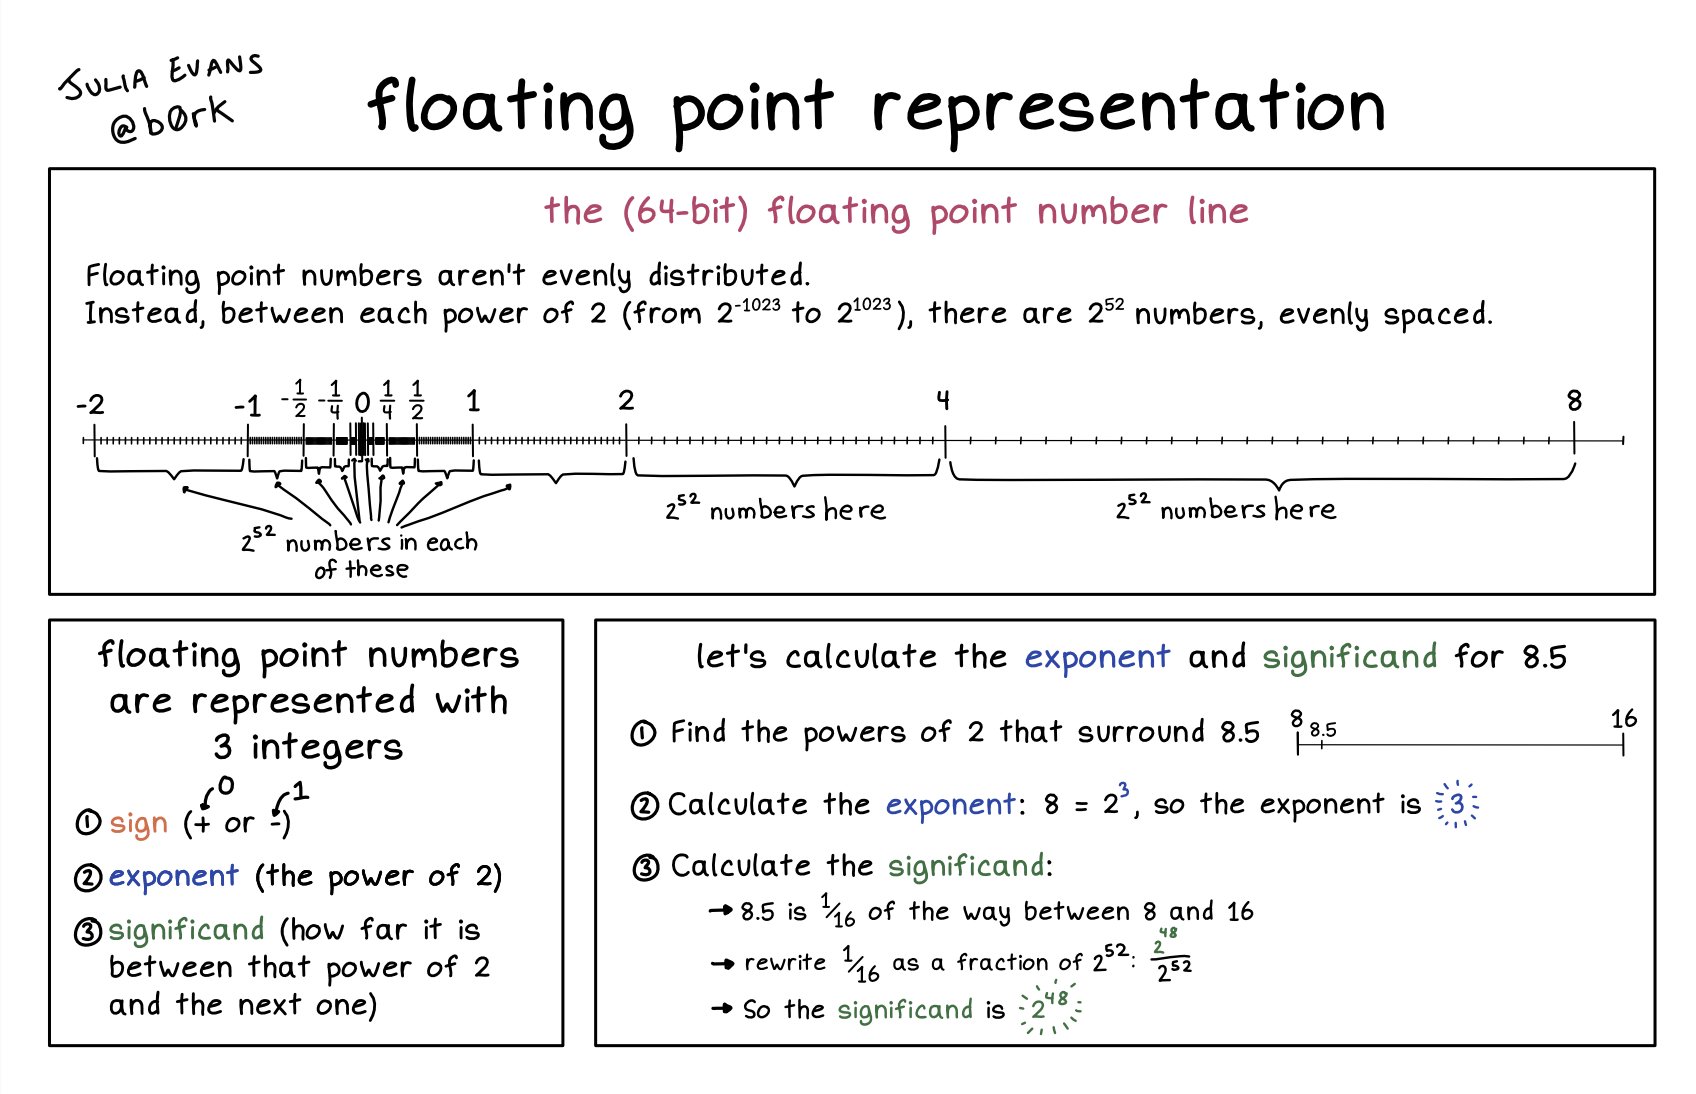 JULIA EVANS
@b0rk
floating point representation
the (64-bit) floating point number line
Floating point numbers aren't evenly distributed.
Instead, between each power of 2 (from 2^-1023 to 2^1023), there are 2^52 numbers, evenly spaced.
-2 -1 -1/2 -1/4 0 1/4 1/2 1 2 4 8
2^52 numbers here 2^52 numbers here
2^52 numbers in each
of these
floating point numbers
are represented with
3 integers
0 1
① sign (+ or -)
② exponent (the power of 2)
③ significand (how far it is
between that power of 2
and the next one)
let's calculate the exponent and significand for 8.5
① Find the powers of 2 that surround 8.5 8 8.5 16
② Calculate the exponent: 8 = 2^3, so the exponent is 3
③ Calculate the significand:
→ 8.5 is 1/16 of the way between 8 and 16
→ rewrite 1/16 as a fraction of 2^52: 2^48/2^52
→ So the significand is 2^48